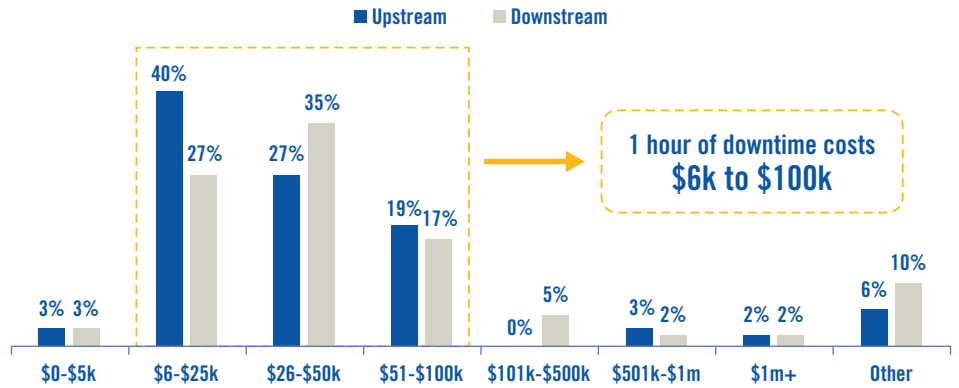 Upstream Downstream
40%
35%
27% 27%
19% 17%
1 hour of downtime costs
$6k to $100k
3% 3%
0% 5%
3% 2%
2% 2%
6% 10%
$0-$5k $6-$25k $26-$50k $51-$100k $101k-$500k $501k-$1m $1m+ Other